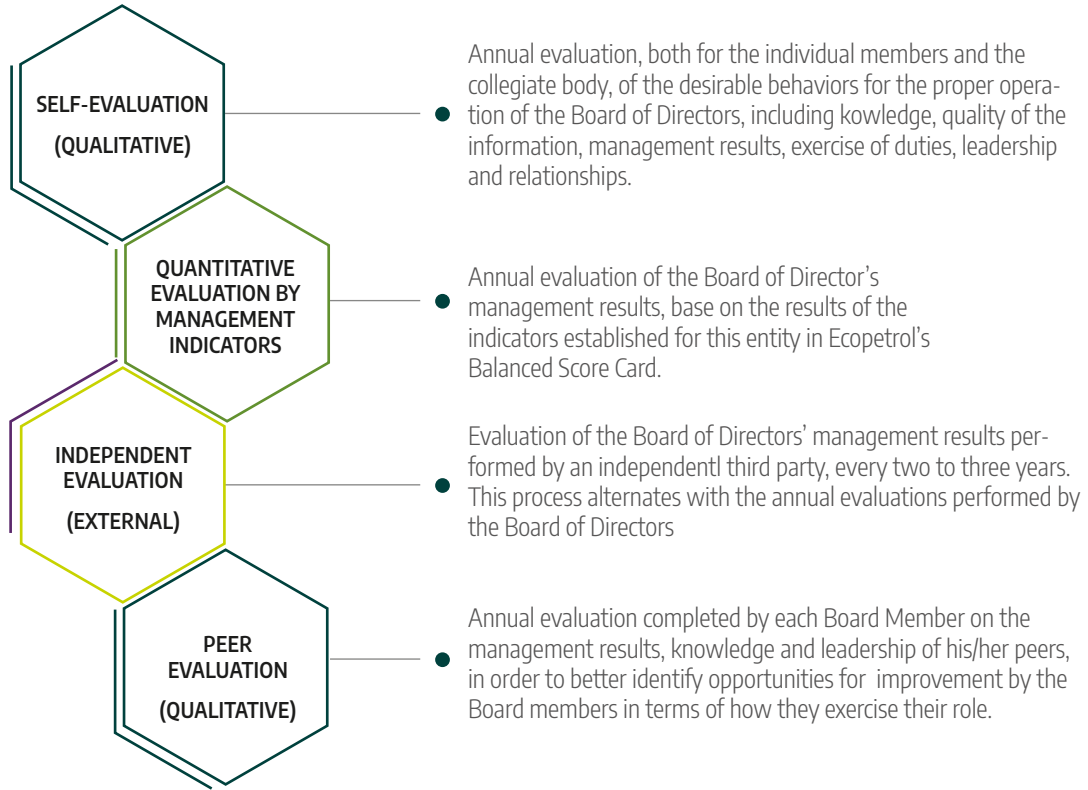 SELF-EVALUATION
(QUALITATIVE)
Annual evaluation, both for the individual members and the
collegiate body, of the desirable behaviors for the proper opera-
tion of the Board of Directors, including kowledge, quality of the
information, management results, exercise of duties, leadership
and relationships.
QUANTITATIVE
EVALUATION BY
MANAGEMENT
INDICATORS
Annual evaluation of the Board of Director’s
management results, base on the results of the
indicators established for this entity in Ecopetrol’s
Balanced Score Card.
INDEPENDENT
EVALUATION
(EXTERNAL)
Evaluation of the Board of Directors’ management results per-
formed by an independentl third party, every two to three years.
This process alternates with the annual evaluations performed by
the Board of Directors
PEER
EVALUATION
(QUALITATIVE)
Annual evaluation completed by each Board Member on the
management results, knowledge and leadership of his/her peers,
in order to better identify opportunities for improvement by the
Board members in terms of how they exercise their role.